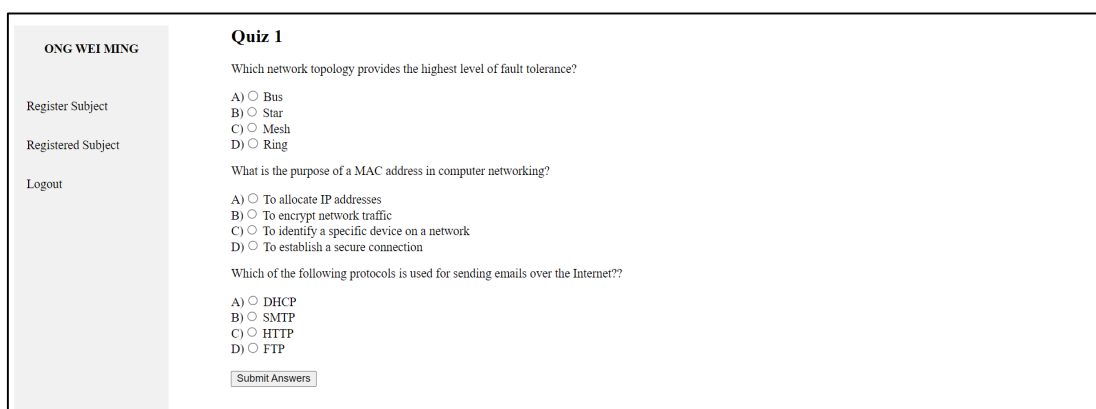 ONG WEI MING
Register Subject
Registered Subject
Logout
Quiz 1
Which network topology provides the highest level of fault tolerance?
A) Bus
B) Star
C) Mesh
D) Ring
What is the purpose of a MAC address in computer networking?
A) To allocate IP addresses
B) To encrypt network traffic
C) To identify a specific device on a network
D) To establish a secure connection
Which of the following protocols is used for sending emails over the Internet??
A) DHCP
B) SMTP
C) HTTP
D) FTP
Submit Answers